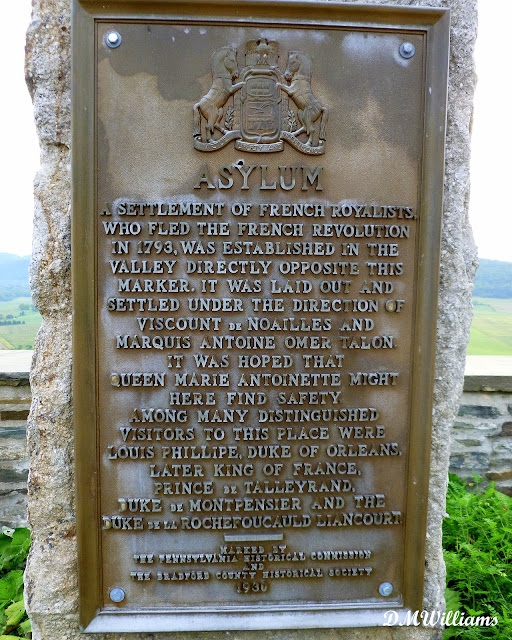 ASYLUM
A SETTLEMENT OF FRENCH ROYALISTS,
WHO FLED THE FRENCH REVOLUTION
IN 1793, WAS ESTABLISHED IN THE
VALLEY DIRECTLY OPPOSITE THIS
MARKER. IT WAS LAID OUT AND
SETTLED UNDER THE DIRECTION OF
VISCOUNT DE NOAILLES AND
MARQUIS ANTOINE OMER TALON.
IT WAS HOPED THAT
QUEEN MARIE ANTOINETTE MIGHT
HERE FIND SAFETY.
AMONG MANY DISTINGUISHED
VISITORS TO THIS PLACE WERE
LOUIS PHILLIPE, DUKE OF ORLEANS,
LATER KING OF FRANCE,
PRINCE DE TALLEYRAND,
DUKE DE MONTPENSIER AND THE
DUKE DE LA ROCHEFOUCAULD LIANCOURT.
MARKED BY
THE PENNSYLVANIA HISTORICAL COMMISSION
AND
THE BRADFORD COUNTY HISTORICAL SOCIETY
1930
D.M.Williams